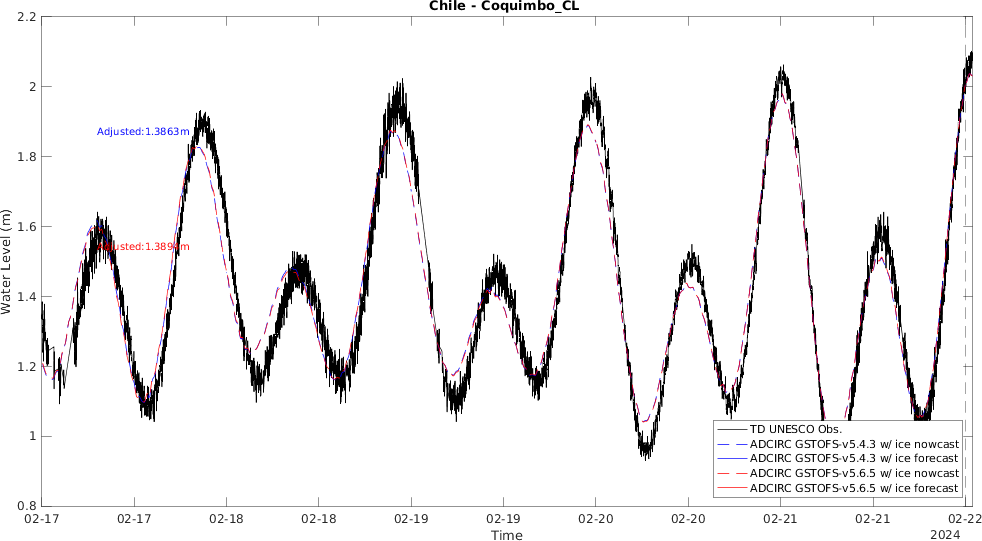 Chile - Coquimbo_CL
Water Level (m)
2.2
2
1.8
1.6
1.4
1.2
1
0.8
Adjusted:1.3863m
TD UNESCO Obs.
ADCIRC GSTOFS-v5.4.3 w/ ice nowcast
ADCIRC GSTOFS-v5.4.3 w/ ice forecast
ADCIRC GSTOFS-v5.6.5 w/ ice nowcast
ADCIRC GSTOFS-v5.6.5 w/ ice forecast
02-17 02-17 02-18 02-18 02-19 02-19 02-20 02-20 02-21 02-21 02-22
Time
2024